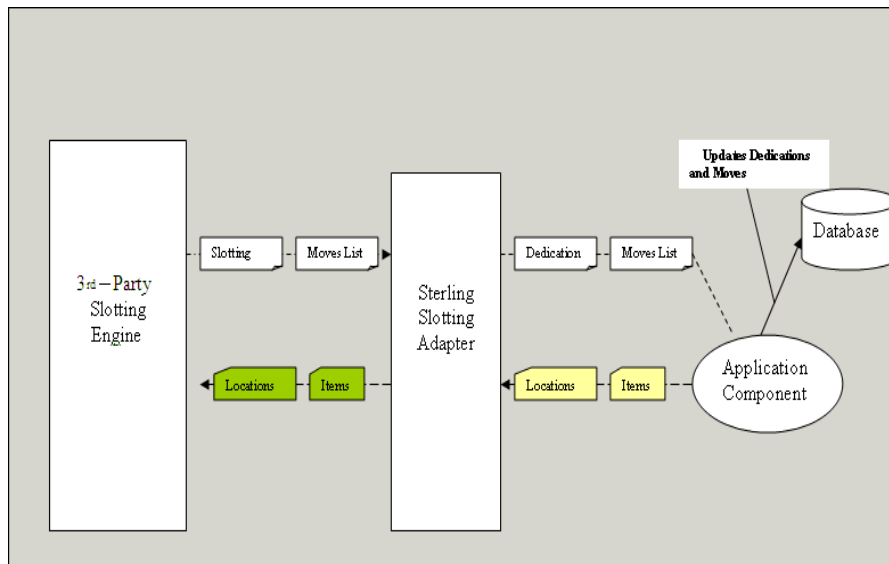 Updates Dedications
and Moves
Database
Slotting
Moves List
Dedication
Moves List
3rd-Party
Slotting
Engine
Sterling
Slotting
Adapter
Locations
Items
Locations
Items
Application
Component